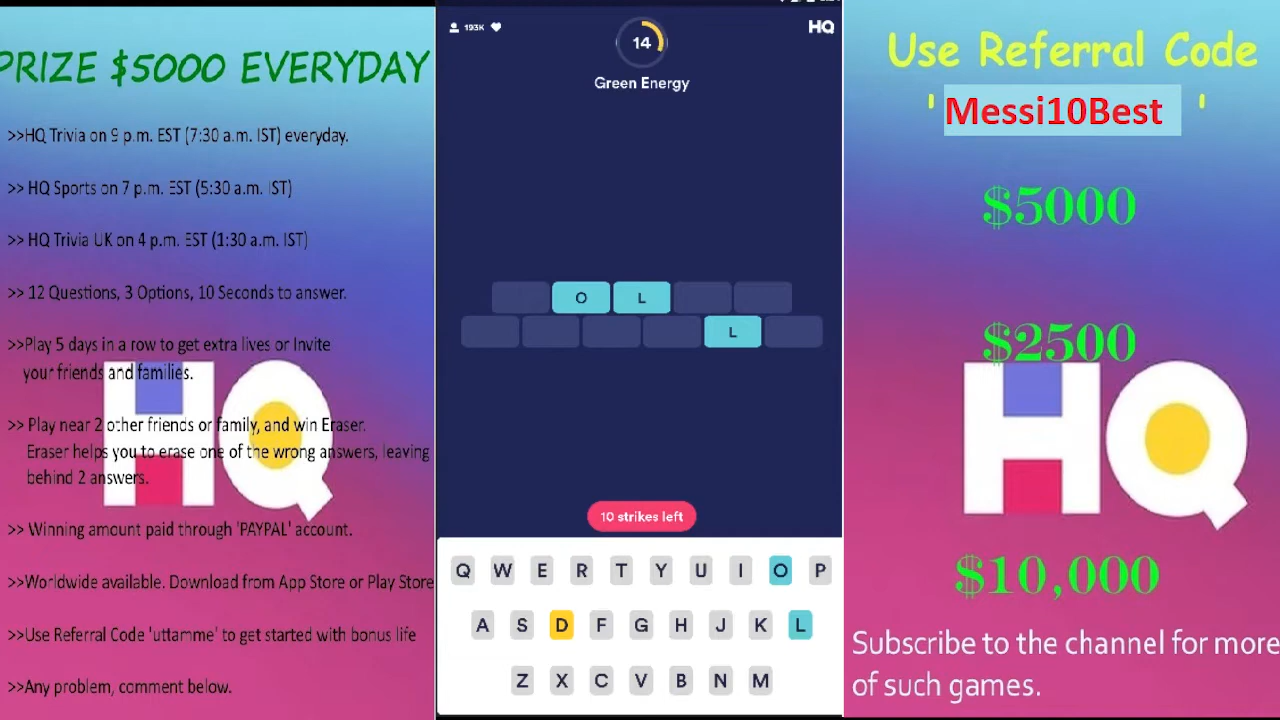 PRIZE $5000 EVERYDAY
>>HQ Trivia on 9 p.m. EST (7:30 a.m. IST) everyday.
>> HQ Sports on 7 p.m. EST (5:30 a.m. IST)
>> HQ Trivia UK on 4 p.m. EST (1:30 a.m. IST)
>> 12 Questions, 3 Options, 10 Seconds to answer.
>>Play 5 days in a row to get extra lives or Invite
your friends and families.
>> Play near 2 other friends or family, and win Eraser.
Eraser helps you to erase one of the wrong answers, leaving
behind 2 answers.
>> Winning amount paid through 'PAYPAL' account.
>>Worldwide available. Download from App Store or Play Store
>>Use Referral Code 'uttamme' to get started with bonus life
>>Any problem, comment below.
HQ
193K
14
HQ
Green Energy
O L
L
10 strikes left
Q W E R T Y U I O P
A S D F G H J K L
Z X C V B N M
Use Referral Code
' Messi10Best '
$5000
$2500
HQ
$10,000
Subscribe to the channel for more
of such games.